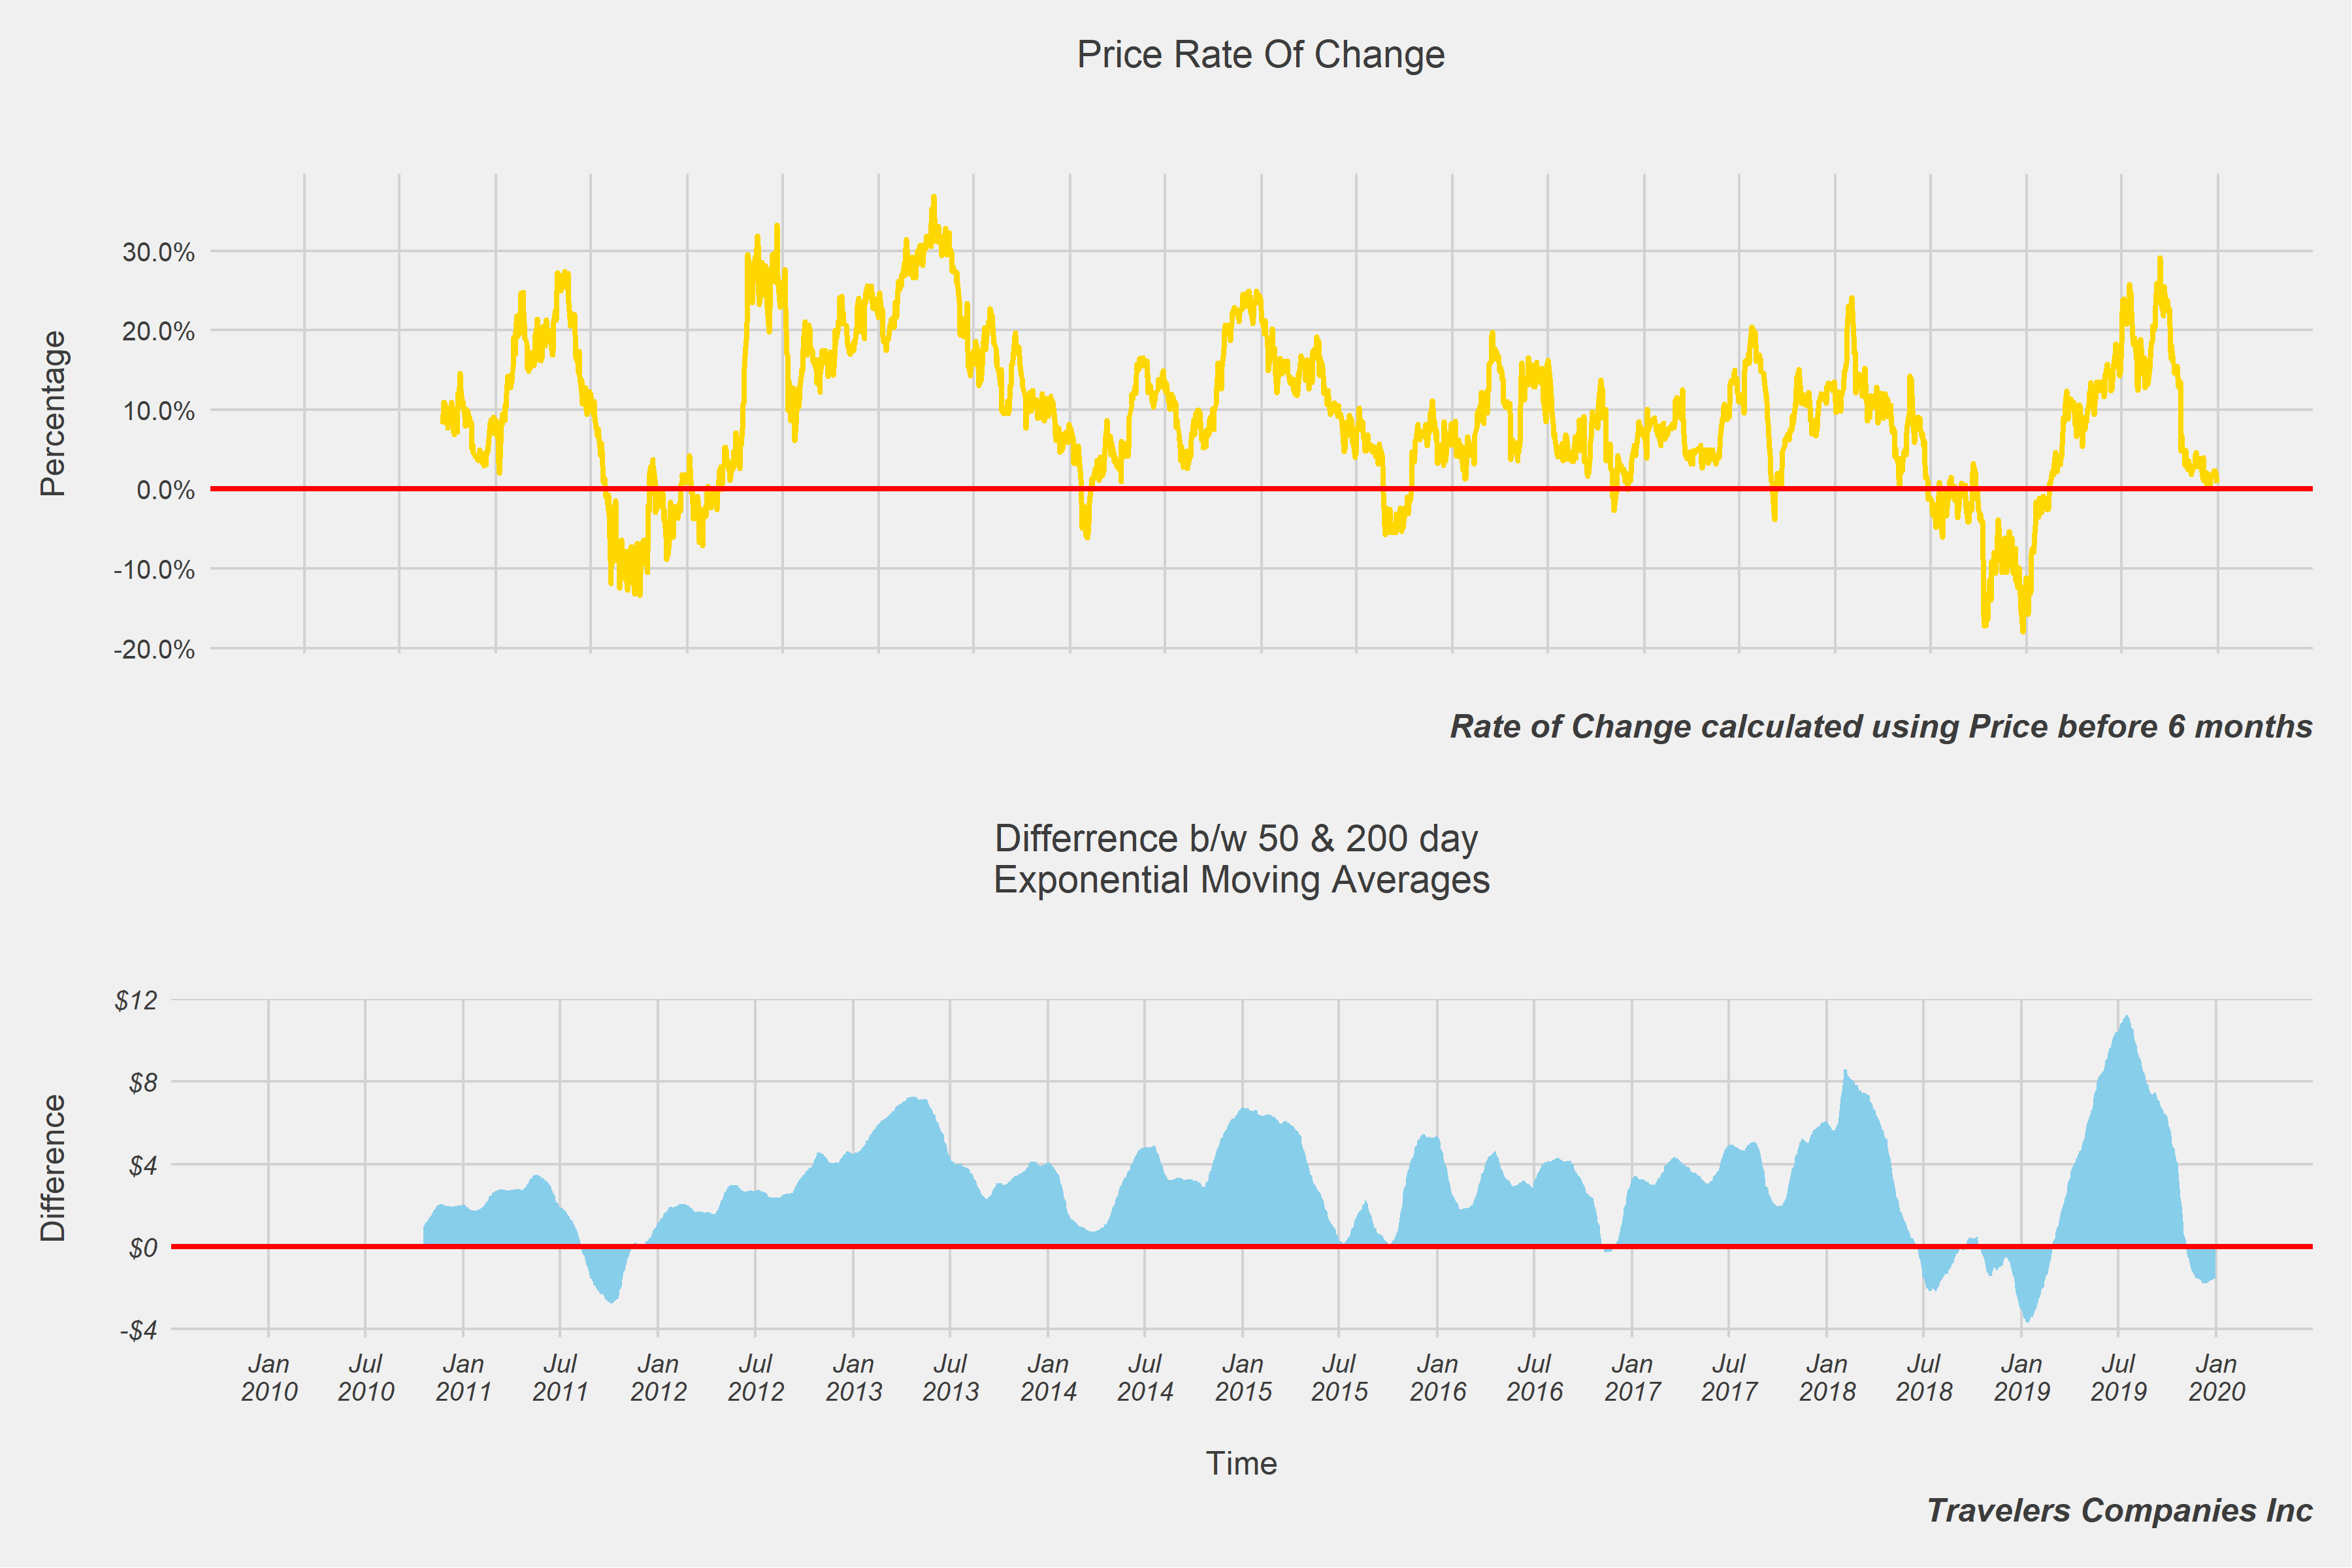 Price Rate Of Change
30.0%
20.0%
10.0%
0.0%
-10.0%
-20.0%
Percentage
Rate of Change calculated using Price before 6 months
Differrence b/w 50 & 200 day
Exponential Moving Averages
$12
$8
$4
$0
-$4
Difference
Jan Jul Jan Jul Jan Jul Jan Jul Jan Jul Jan Jul Jan Jul Jan Jul Jan Jul Jan Jul Jan
2010 2010 2011 2011 2012 2012 2013 2013 2014 2014 2015 2015 2016 2016 2017 2017 2018 2018 2019 2019 2020
Time
Travelers Companies Inc